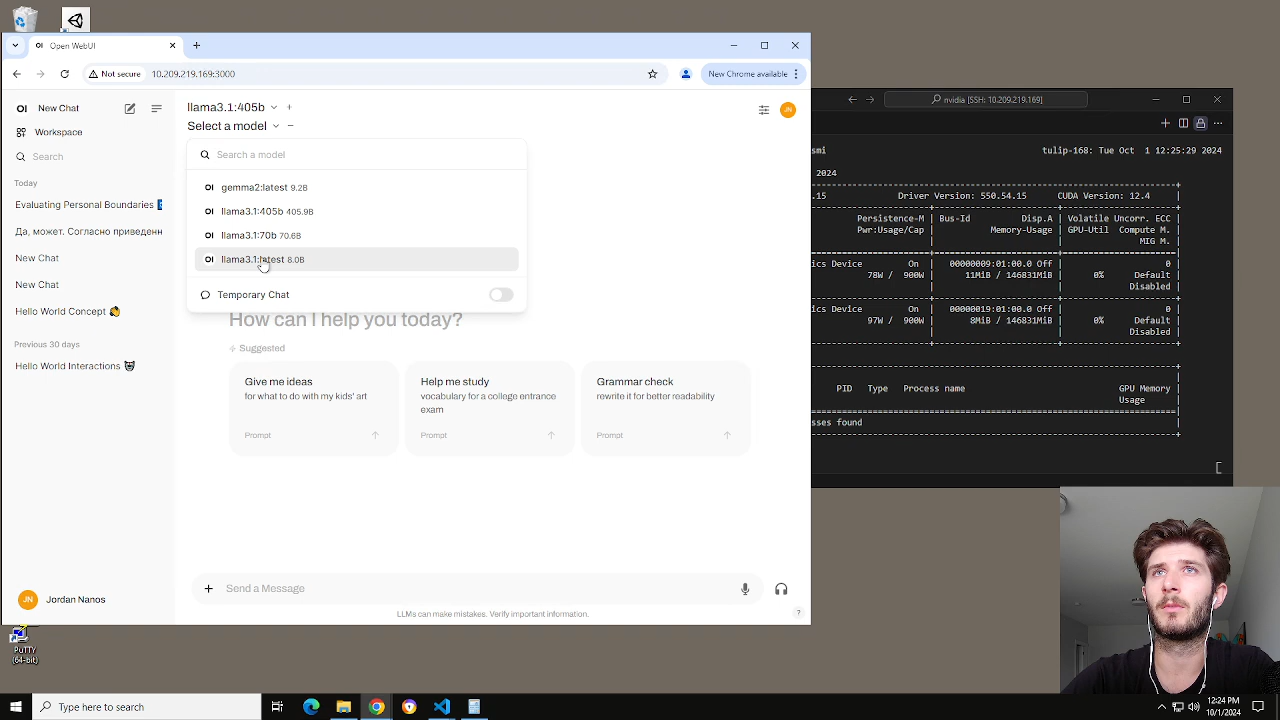 Open WebUI
Not secure
10.209.219.169:3000
New Chrome available
OI
New Chat
Workspace
Search
Today
Evaluating Personal Boundaries
Да, может. Согласно приведенн
New Chat
New Chat
Hello World Concept
Previous 30 days
Hello World Interactions
JN
Jordan Nanos
llama3.1:405b
Select a model
JN
Search a model
OI gemma2:latest 9.2B
OI llama3.1:405b 405.9B
OI llama3.1:70b 70.6B
OI llama3.1:latest 8.0B
Temporary Chat
How can I help you today?
Suggested
Give me ideas
for what to do with my kids' art
Prompt
Help me study
vocabulary for a college entrance
exam
Prompt
Grammar check
rewrite it for better readability
Prompt
Send a Message
LLMs can make mistakes. Verify important information.
?
nvidia [SSH: 10.209.219.169]
smi tulip-168: Tue Oct 1 12:25:29 2024
2024
.15 Driver Version: 550.54.15 CUDA Version: 12.4
Persistence-M | Bus-Id Disp.A | Volatile Uncorr. ECC
Pwr:Usage/Cap | Memory-Usage | GPU-Util Compute M.
MIG M.
ics Device On | 00000009:01:00.0 Off | 0
78W / 900W | 11MiB / 146831MiB | 0% Default
Disabled
ics Device On | 00000019:01:00.0 Off | 0
97W / 900W | 8MiB / 146831MiB | 0% Default
Disabled
PID Type Process name GPU Memory
Usage
sses found
PUTTY
(64-bit)
Type here to search
12:24 PM
10/1/2024